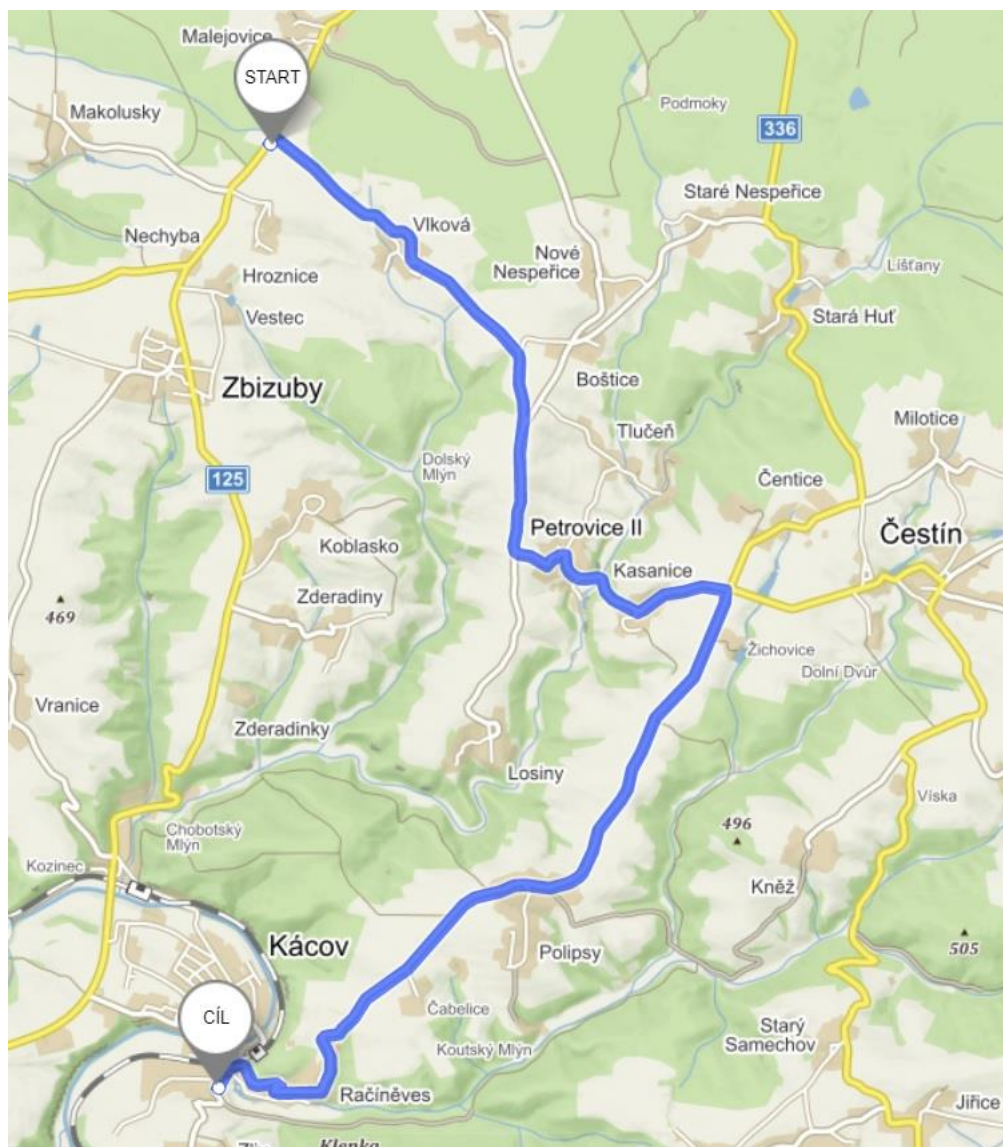 Malejovice
START
Makolusky
Podmoky
336
Staré Nespeřice
Vlková
Nechyba
Nové
Nespeřice
Hroznice
Líšťany
Vestec
Stará Huť
Zbizuby
Boštice
Milotice
Tlučeň
Dolský
Mlýn
125
Čentice
Petrovice II
Čestín
Koblasko
Kasanice
Zderadiny
469
Žichovice
Dolní Dvůr
Vranice
Zderadinky
Losiny
Víska
Chobotský
Mlýn
496
Kozinec
Kněž
Kácov
Polipsy
505
Čabelice
CÍL
Starý
Samechov
Koutský Mlýn
Račíněves
Jiřice
Klenka